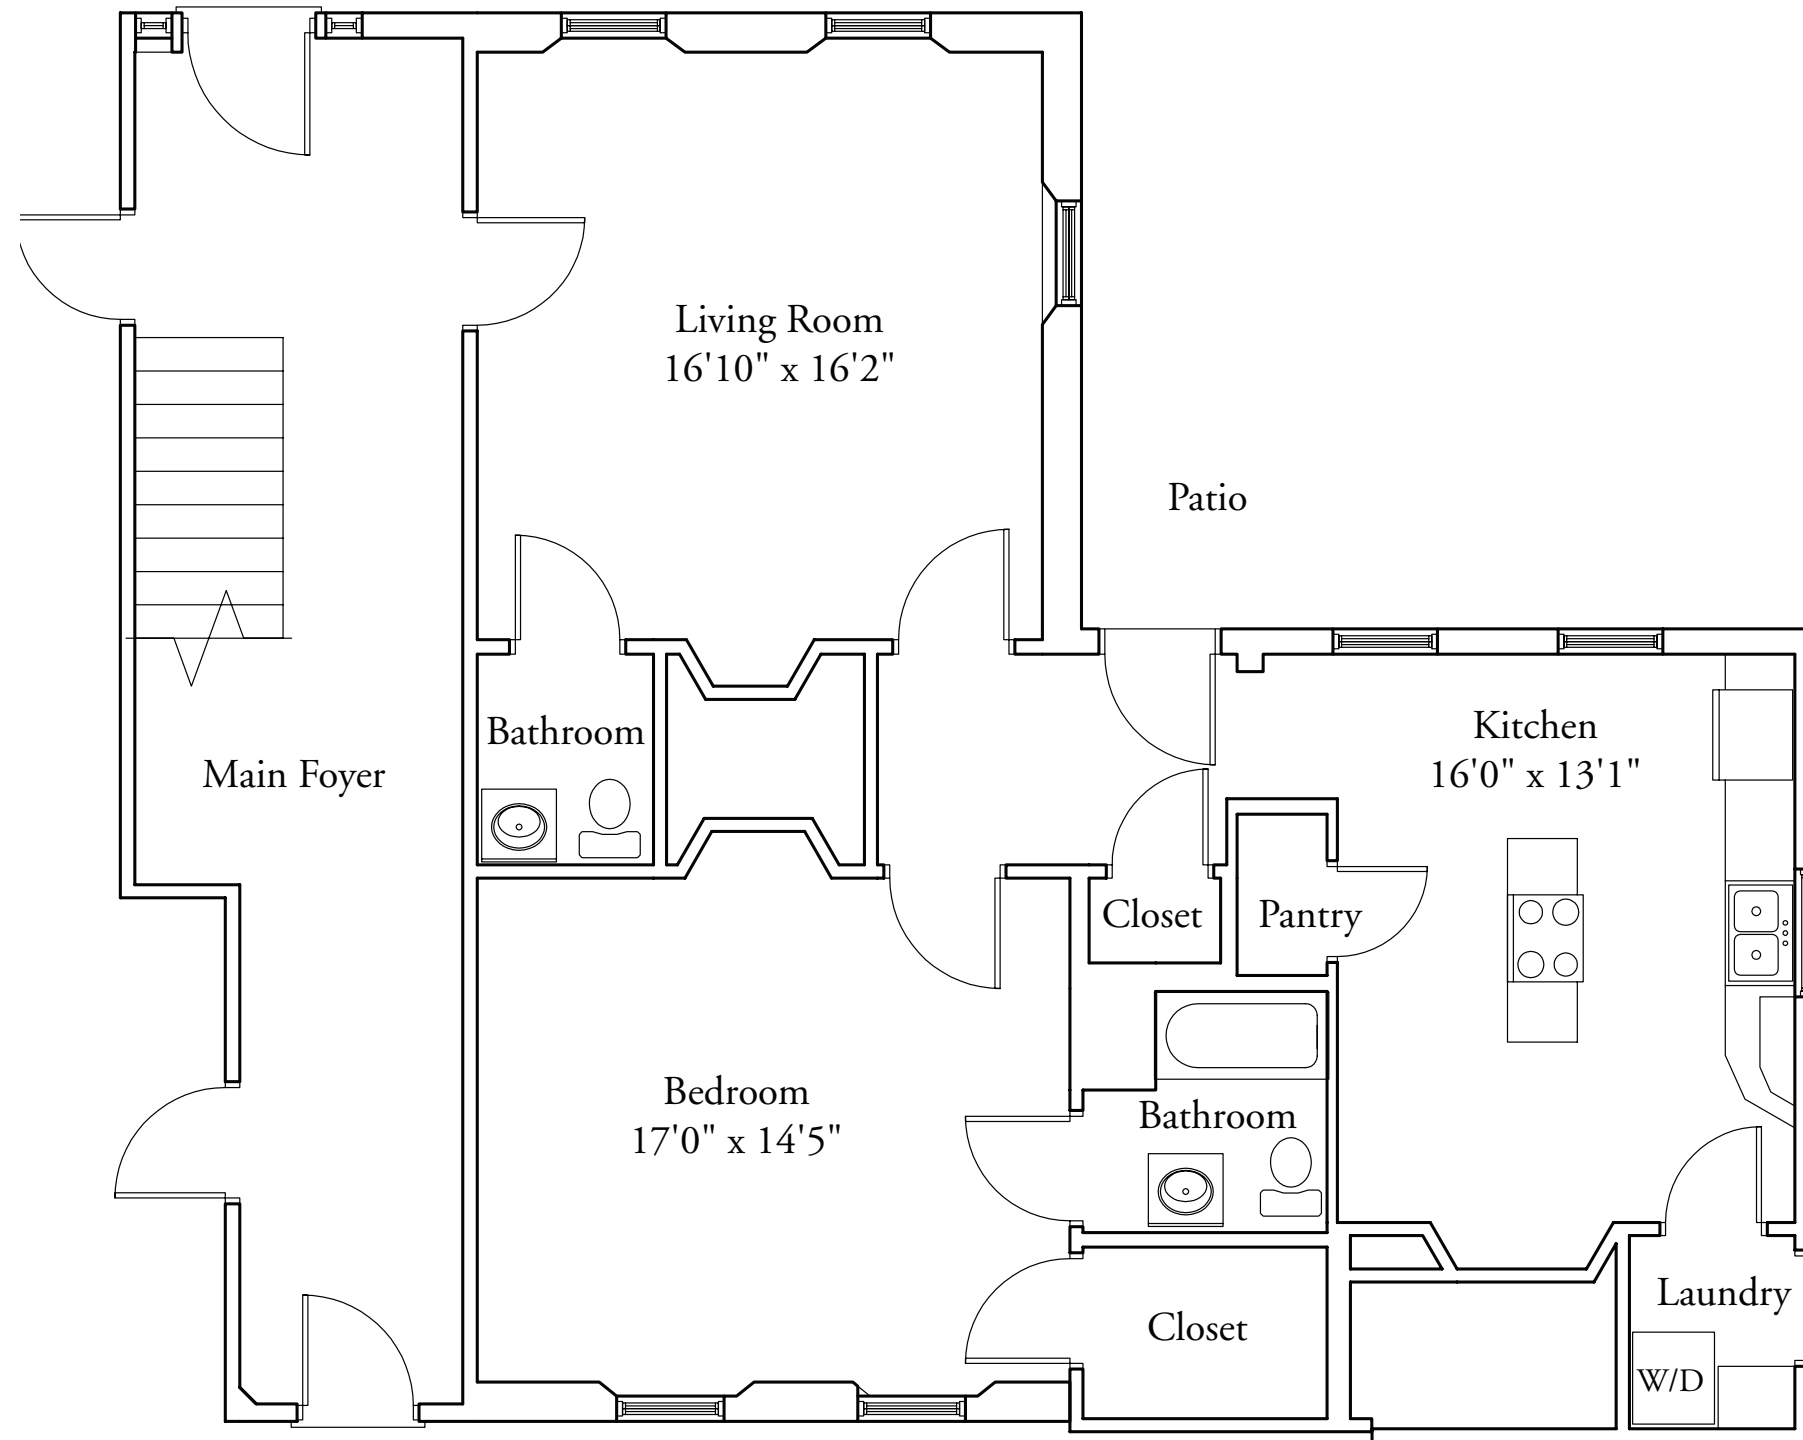 Living Room
16'10" x 16'2"
Patio
Bathroom
Main Foyer
Kitchen
16'0" x 13'1"
Closet
Pantry
Bedroom
17'0" x 14'5"
Bathroom
Closet
Laundry
W/D